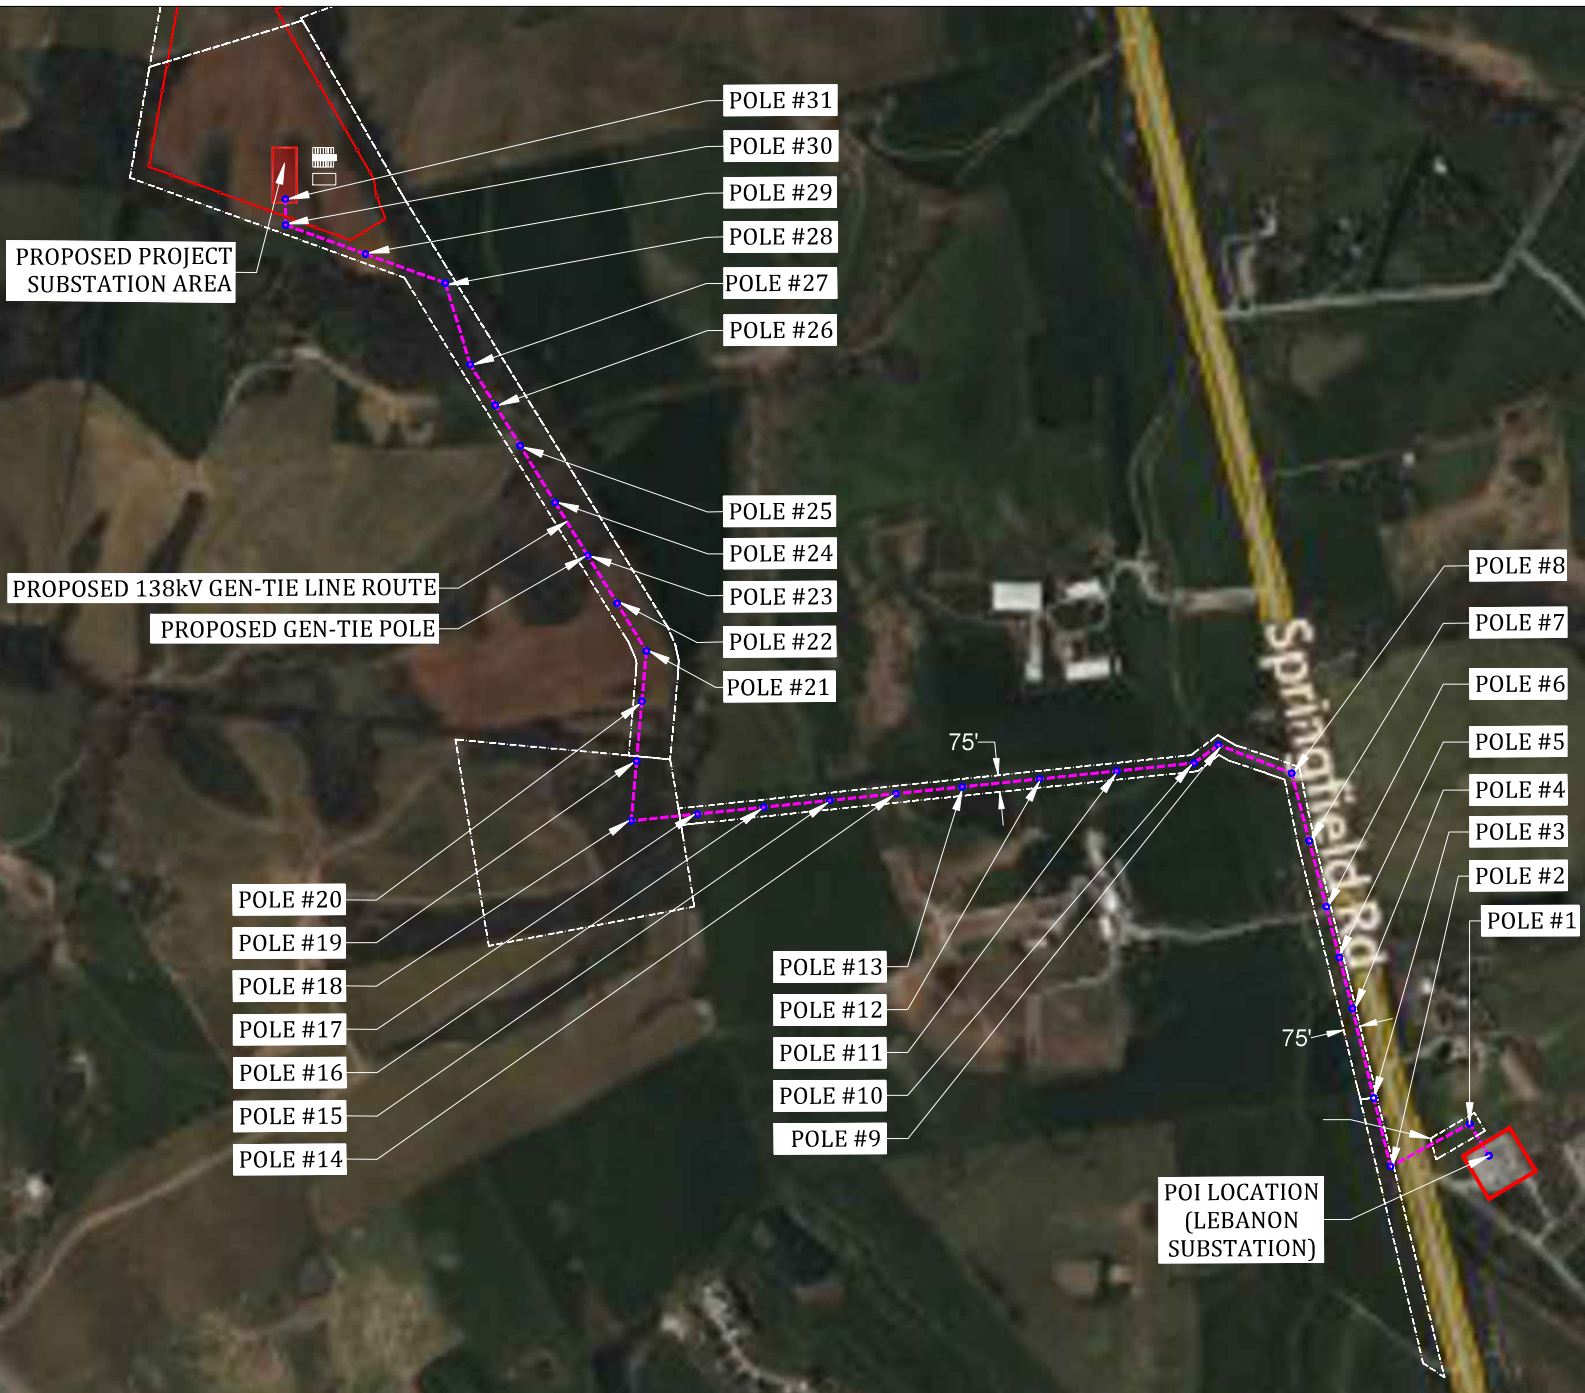 POLE #31
POLE #30
POLE #29
POLE #28
POLE #27
POLE #26
PROPOSED PROJECT
SUBSTATION AREA
POLE #25
POLE #24
POLE #23
POLE #22
POLE #21
PROPOSED 138kV GEN-TIE LINE ROUTE
PROPOSED GEN-TIE POLE
POLE #8
POLE #7
POLE #6
POLE #5
POLE #4
POLE #3
POLE #2
POLE #1
Springfield Rd
75'
75'
POLE #20
POLE #19
POLE #18
POLE #17
POLE #16
POLE #15
POLE #14
POLE #13
POLE #12
POLE #11
POLE #10
POLE #9
POI LOCATION
(LEBANON
SUBSTATION)